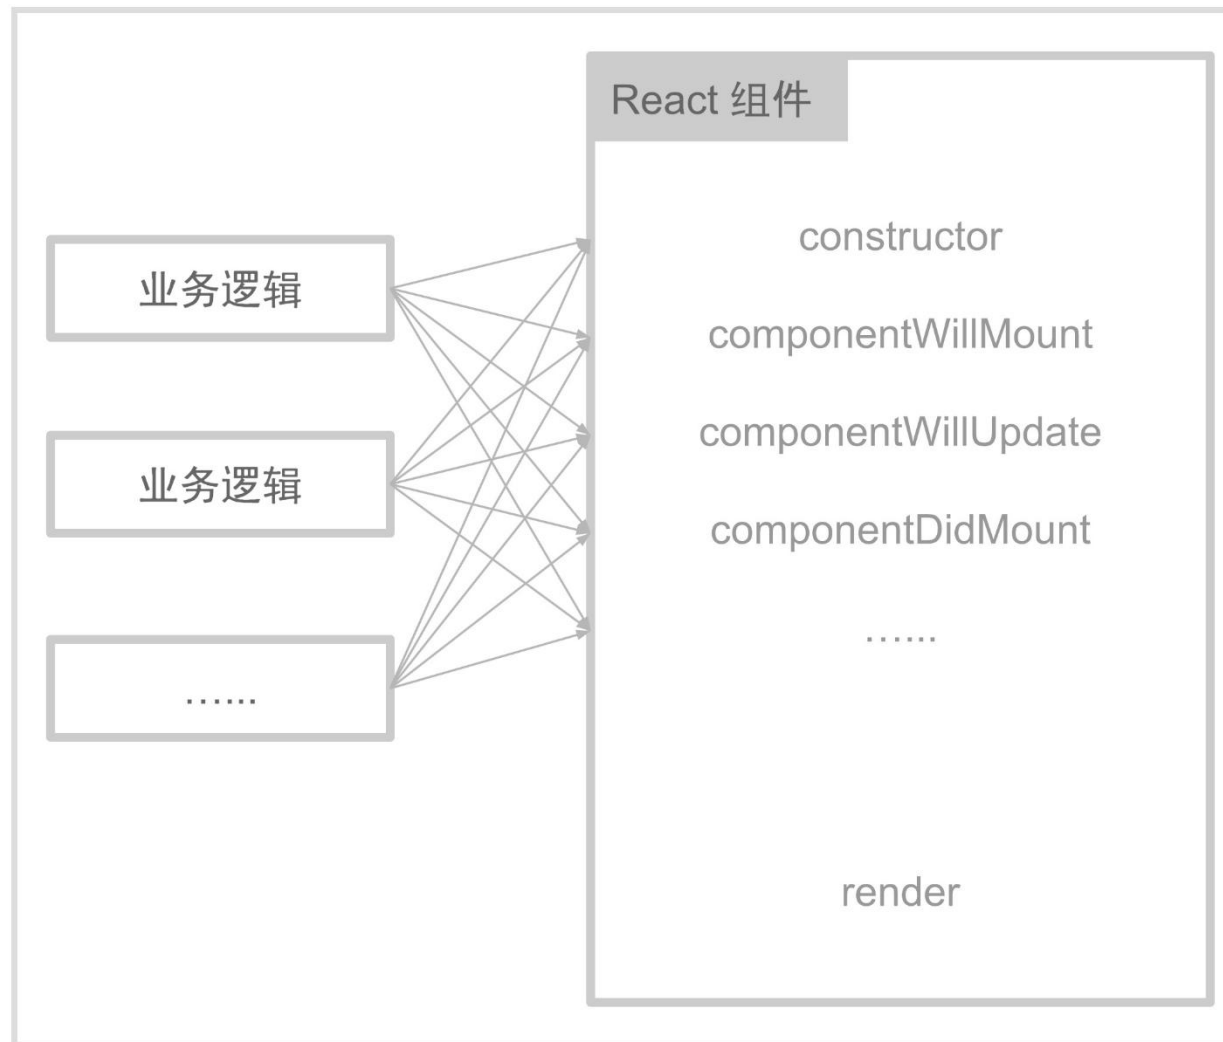 React 组件
constructor
业务逻辑
componentWillMount
componentWillUpdate
业务逻辑
componentDidMount
…...
…...
render